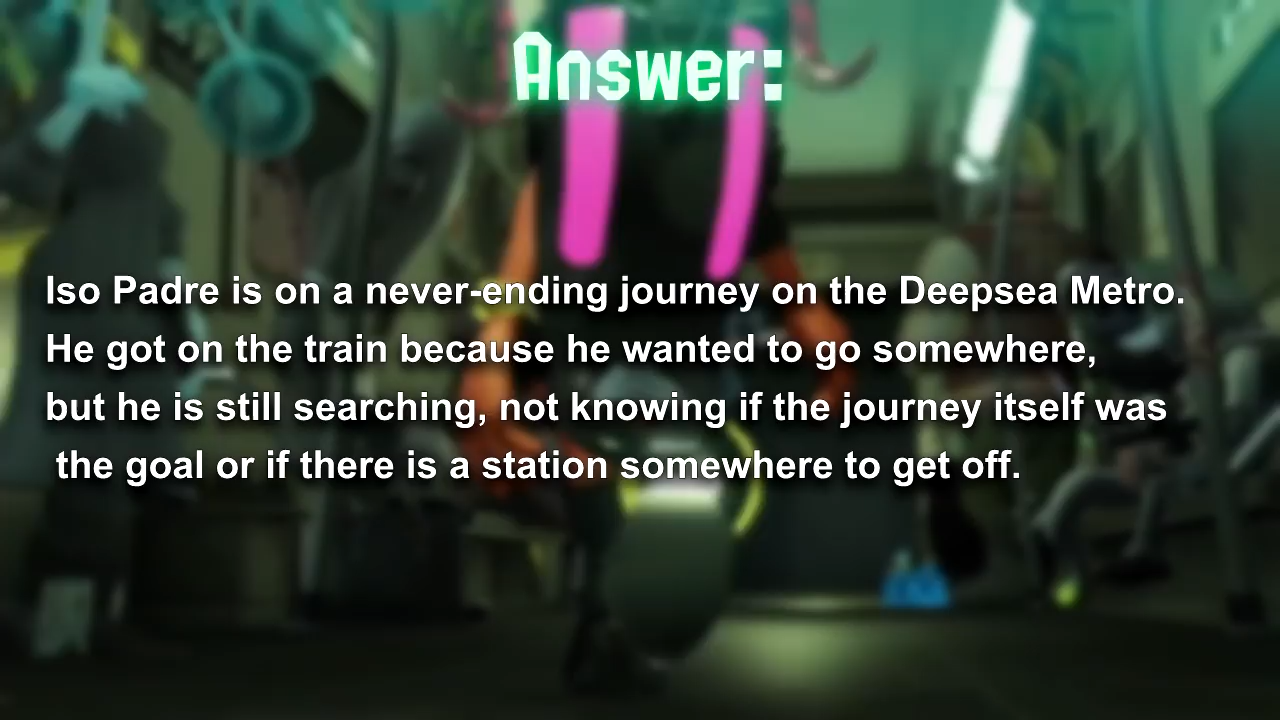 Answer:
Iso Padre is on a never-ending journey on the Deepsea Metro.
He got on the train because he wanted to go somewhere,
but he is still searching, not knowing if the journey itself was
the goal or if there is a station somewhere to get off.